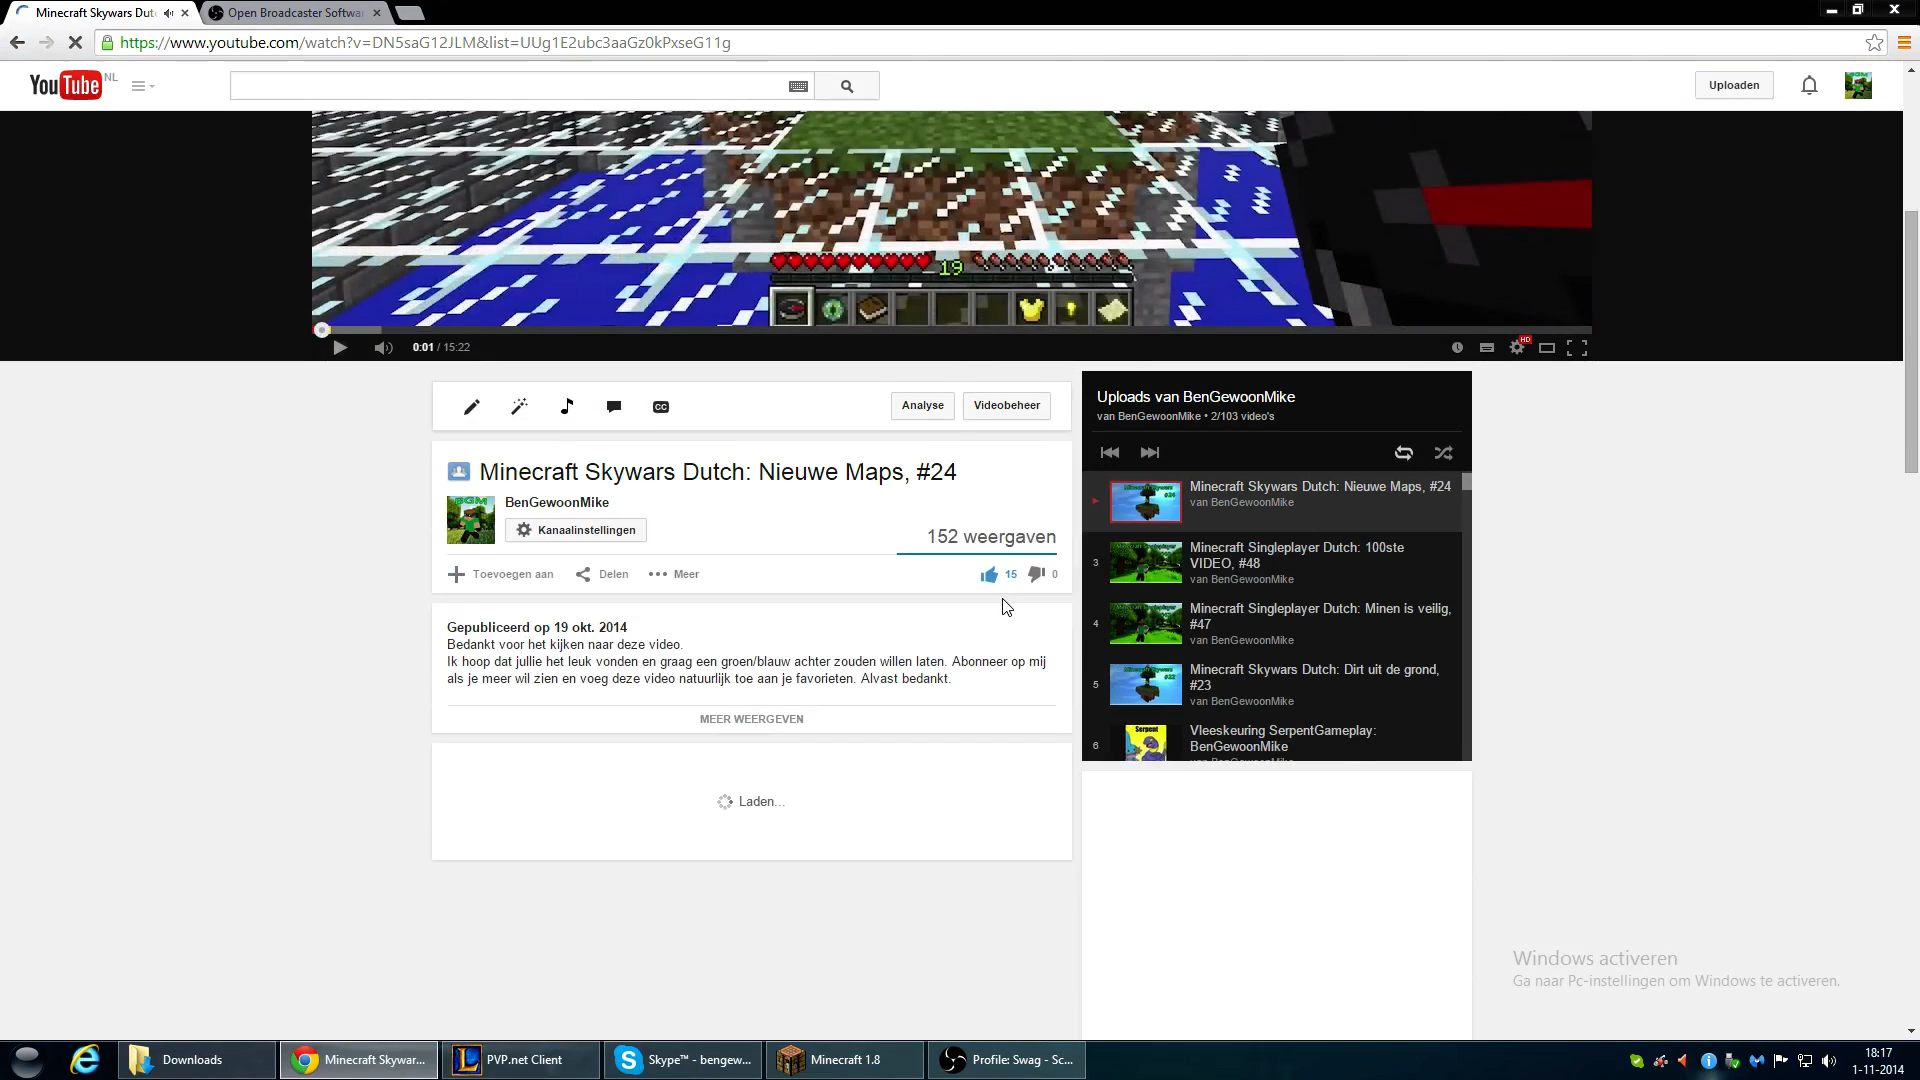 Minecraft Skywars Dut
Open Broadcaster Softwa
https://www.youtube.com/watch?v=DN5saG12JLM&list=UUg1E2ubc3aaGz0kPxseG11g
YouTube NL
Uploaden
19
0:01 / 15:22
HD
CC
Analyse
Videobeheer
Minecraft Skywars Dutch: Nieuwe Maps, #24
BGM
BenGewoonMike
Kanaalinstellingen
152 weergaven
Toevoegen aan
Delen
Meer
15
0
Gepubliceerd op 19 okt. 2014
Bedankt voor het kijken naar deze video.
Ik hoop dat jullie het leuk vonden en graag een groen/blauw achter zouden willen laten. Abonneer op mij
als je meer wil zien en voeg deze video natuurlijk toe aan je favorieten. Alvast bedankt.
MEER WEERGEVEN
Laden...
Uploads van BenGewoonMike
van BenGewoonMike • 2/103 video's
Minecraft Skywars Dutch: Nieuwe Maps, #24
van BenGewoonMike
3
Minecraft Singleplayer Dutch: 100ste
VIDEO, #48
van BenGewoonMike
4
Minecraft Singleplayer Dutch: Minen is veilig,
#47
van BenGewoonMike
5
Minecraft Skywars Dutch: Dirt uit de grond,
#23
van BenGewoonMike
6
Serpent
Vleeskeuring SerpentGameplay:
BenGewoonMike
van BenGewoonMike
Windows activeren
Ga naar Pc-instellingen om Windows te activeren.
Downloads
Minecraft Skywar...
PVP.net Client
Skype™ - bengew...
Minecraft 1.8
Profile: Swag - Sc...
18:17
1-11-2014